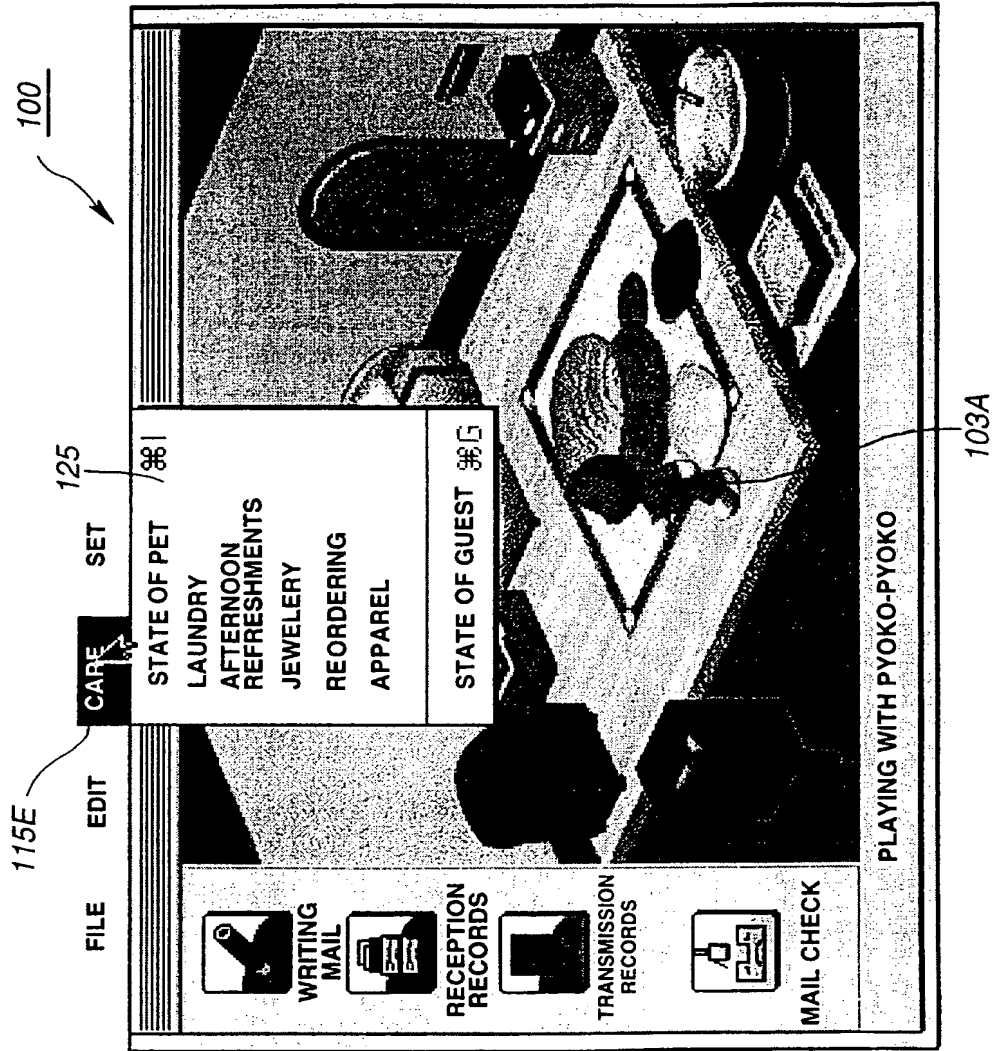 100
115E
125
FILE EDIT CARE SET
STATE OF PET ⌘I
LAUNDRY
AFTERNOON
REFRESHMENTS
JEWELERY
REORDERING
APPAREL
STATE OF GUEST ⌘G
WRITING
MAIL
RECEPTION
RECORDS
TRANSMISSION
RECORDS
MAIL CHECK
103A
PLAYING WITH PYOKO-PYOKO